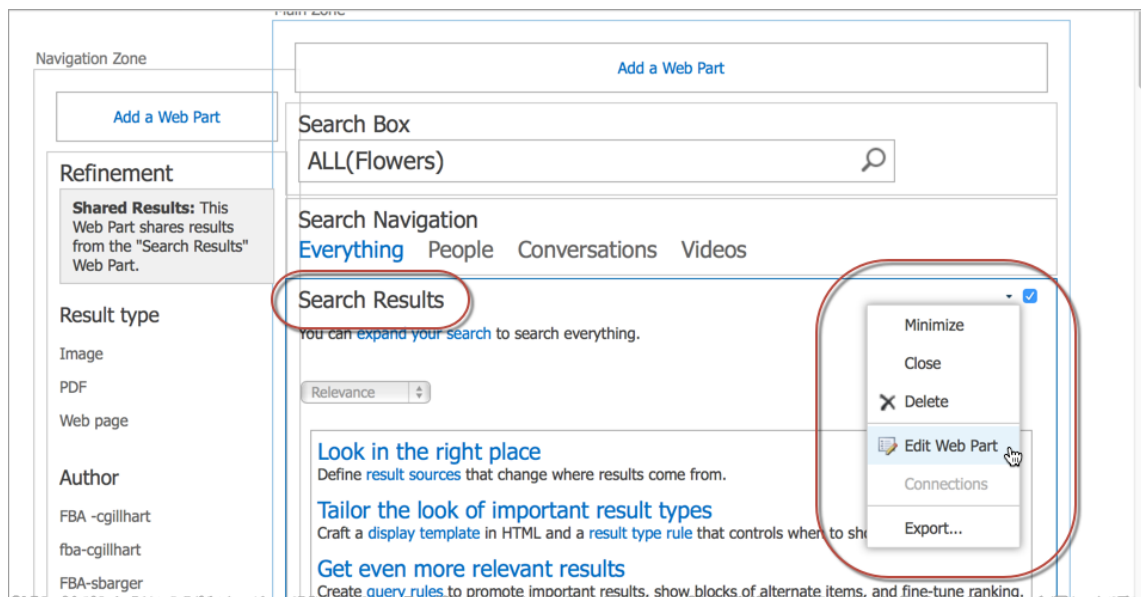 Main Zone
Navigation Zone
Add a Web Part
Add a Web Part
Search Box
ALL(Flowers)
Refinement
Shared Results: This
Web Part shares results
from the "Search Results"
Web Part.
Search Navigation
Everything People Conversations Videos
Search Results
You can expand your search to search everything.
Relevance
Result type
Image
PDF
Web page
Author
FBA -cgillhart
fba-cgillhart
FBA-sbarger
Look in the right place
Define result sources that change where results come from.
Tailor the look of important result types
Craft a display template in HTML and a result type rule that controls when to
Get even more relevant results
Create query rules to promote important results, show blocks of alternate items, and fine-tune ranking.
Minimize
Close
Delete
Edit Web Part
Connections
Export...